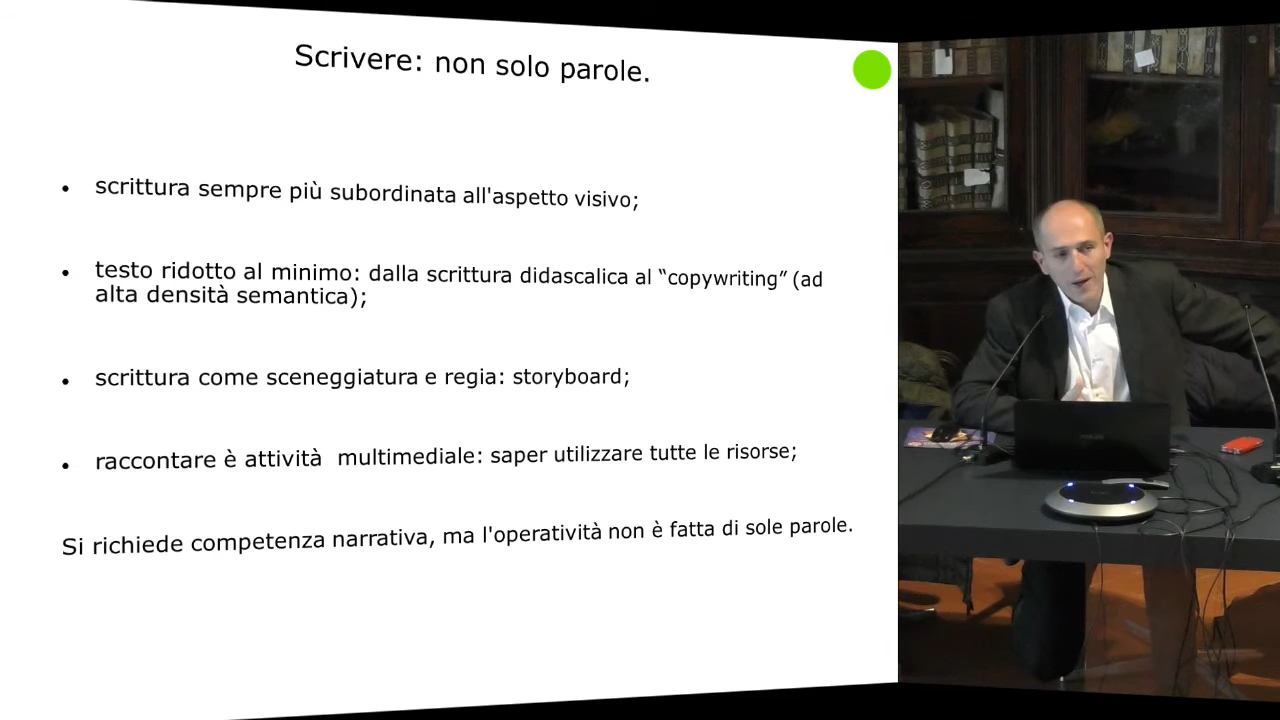 Scrivere: non solo parole.
• scrittura sempre più subordinata all'aspetto visivo;
• testo ridotto al minimo: dalla scrittura didascalica al “copywriting” (ad
alta densità semantica);
• scrittura come sceneggiatura e regia: storyboard;
• raccontare è attività multimediale: saper utilizzare tutte le risorse;
Si richiede competenza narrativa, ma l'operatività non è fatta di sole parole.